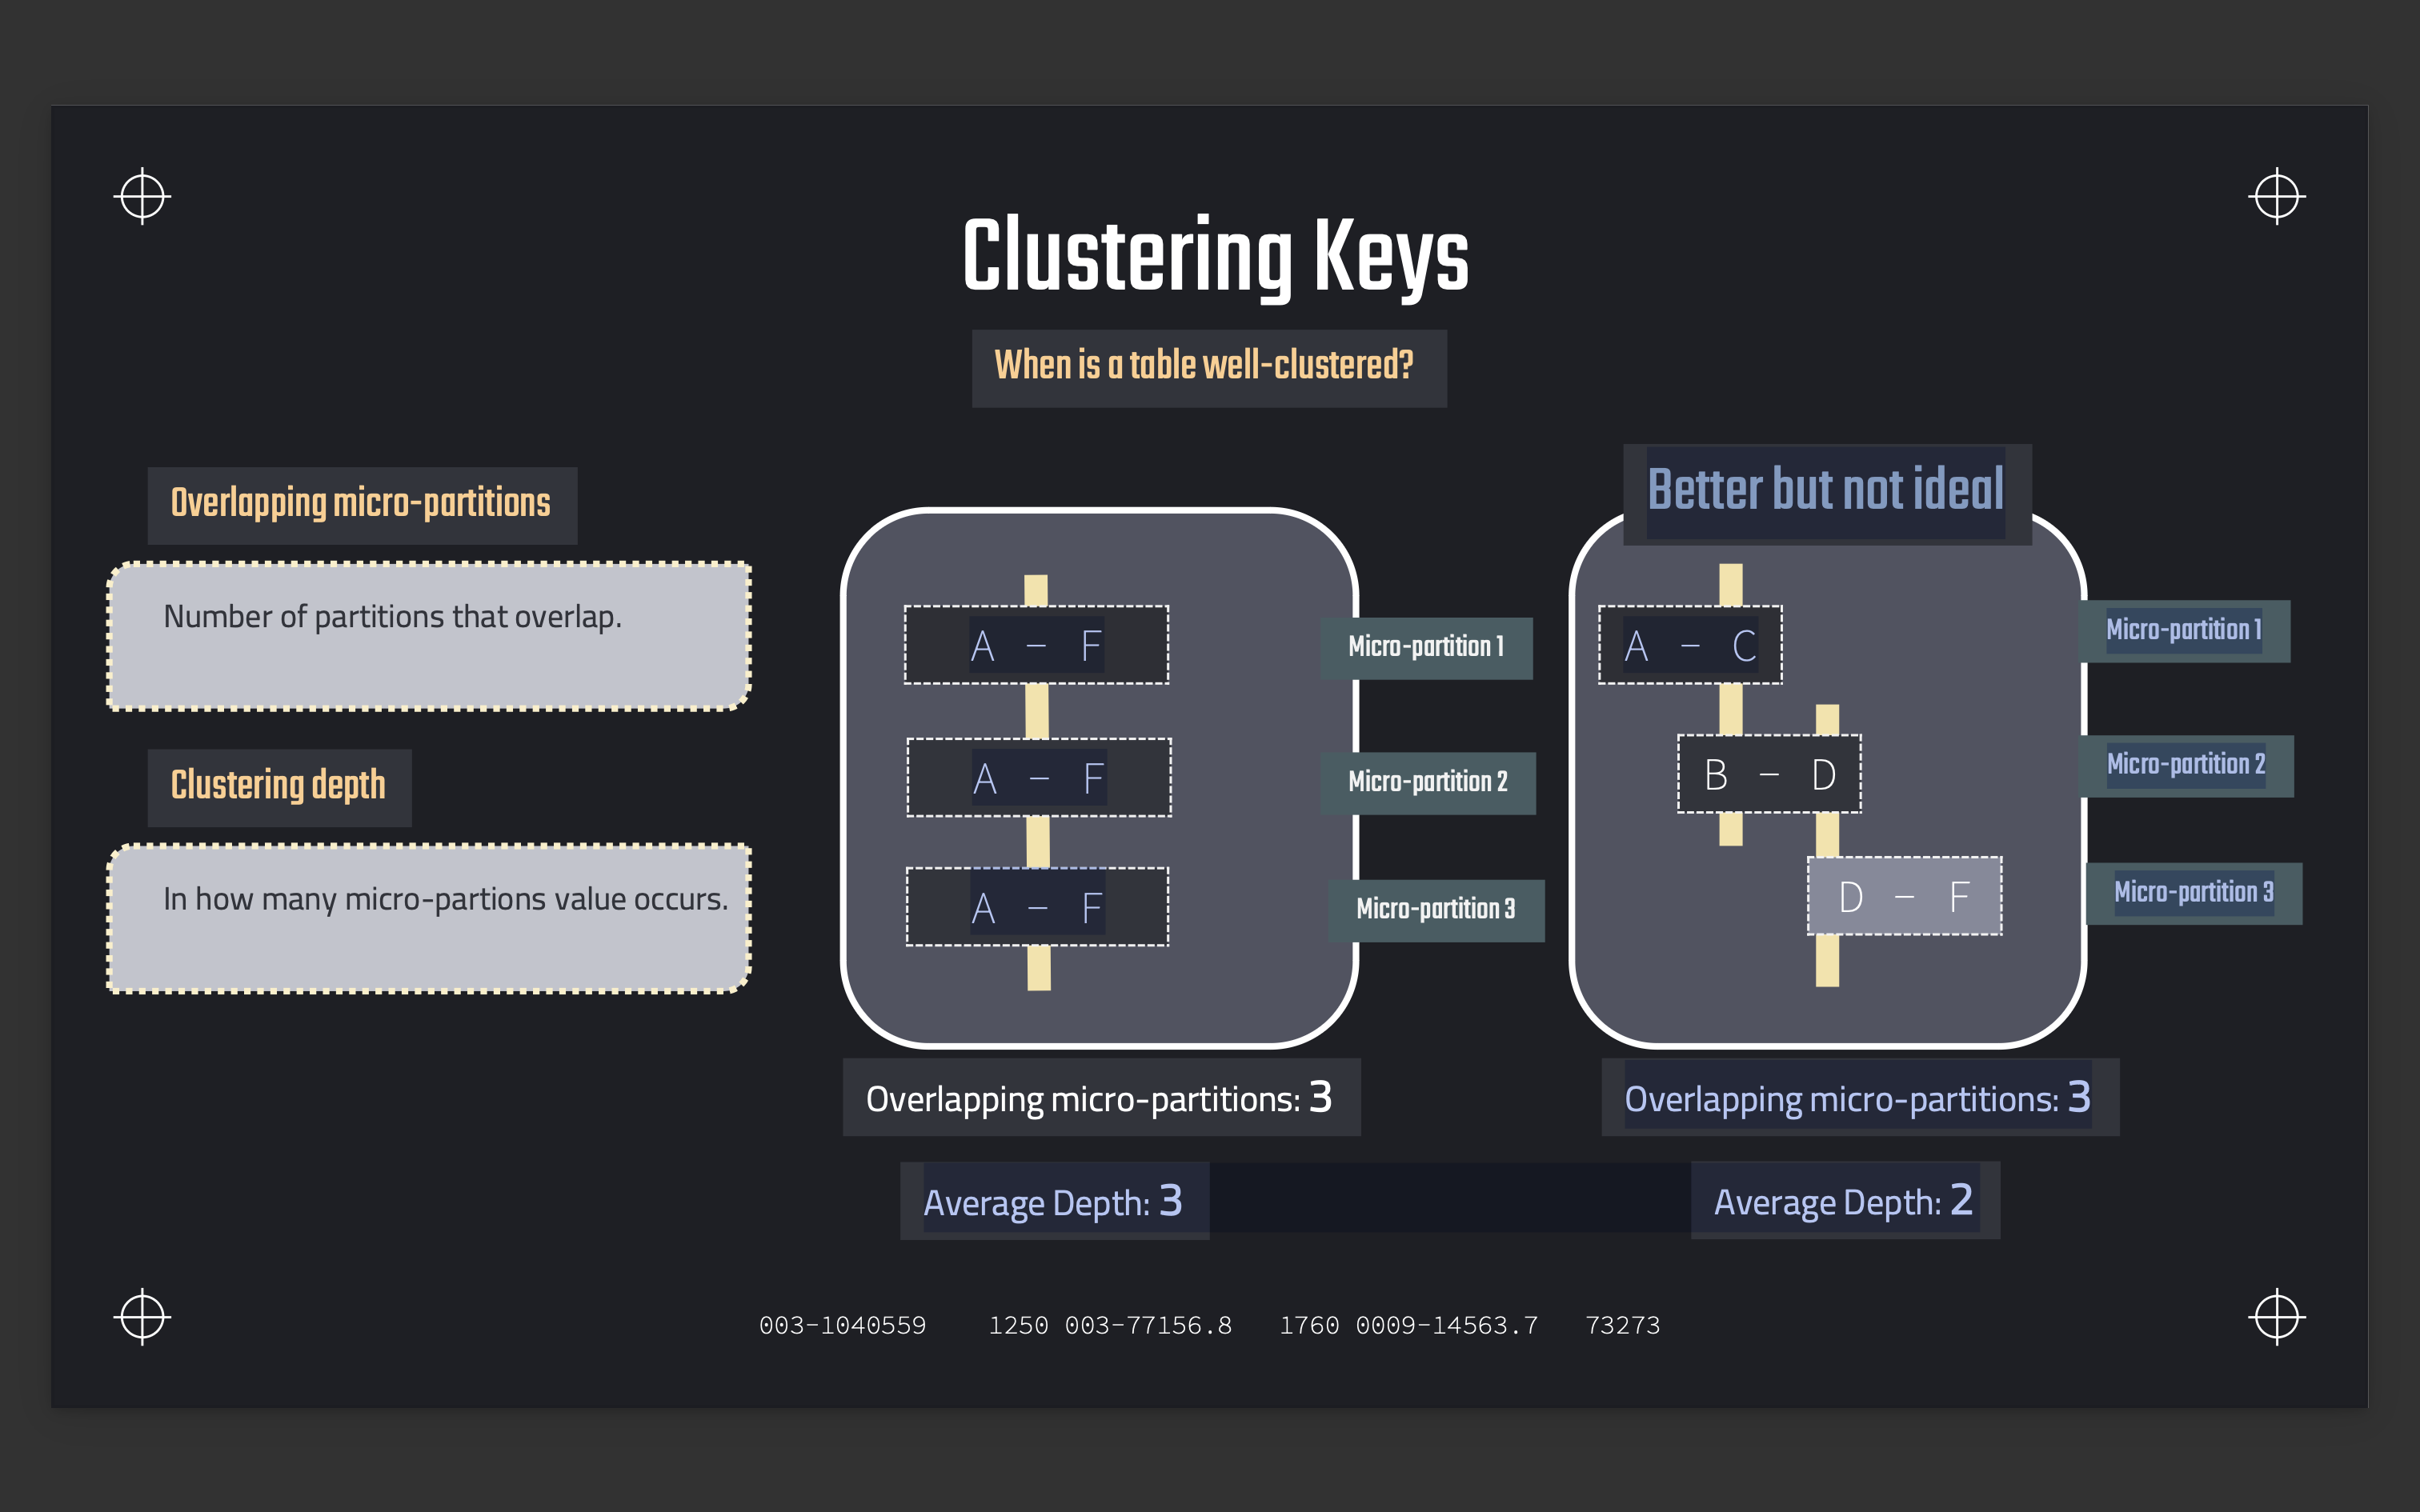 Clustering Keys
When is a table well-clustered?
Overlapping micro-partitions
Number of partitions that overlap.
Clustering depth
In how many micro-partions value occurs.
A - F
Micro-partition 1
A - F
Micro-partition 2
A - F
Micro-partition 3
Overlapping micro-partitions: 3
Average Depth: 3
Better but not ideal
A - C
Micro-partition 1
B - D
Micro-partition 2
D - F
Micro-partition 3
Overlapping micro-partitions: 3
Average Depth: 2
003-1040559 1250 003-77156.8 1760 0009-14563.7 73273